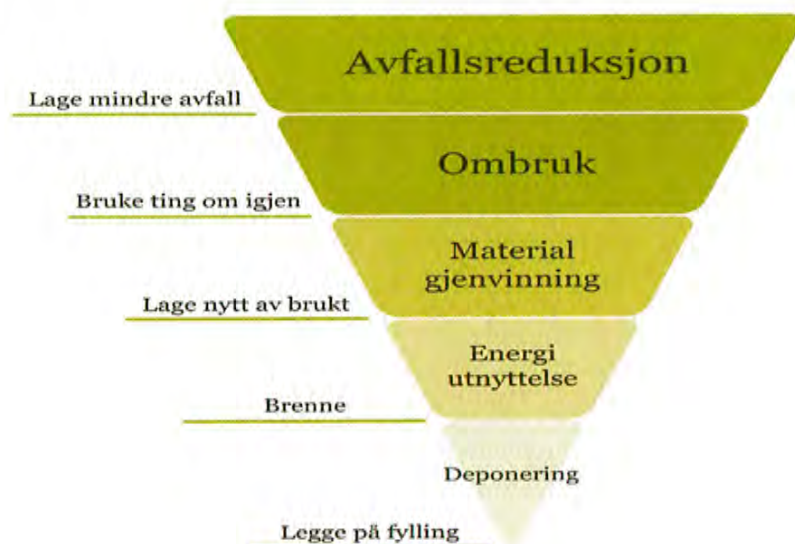 Avfallsreduksjon
Lage mindre avfall
Ombruk
Bruke ting om igjen
Material
gjenvinning
Lage nytt av brukt
Energi
utnyttelse
Brenne
Deponering
Legge på fylling